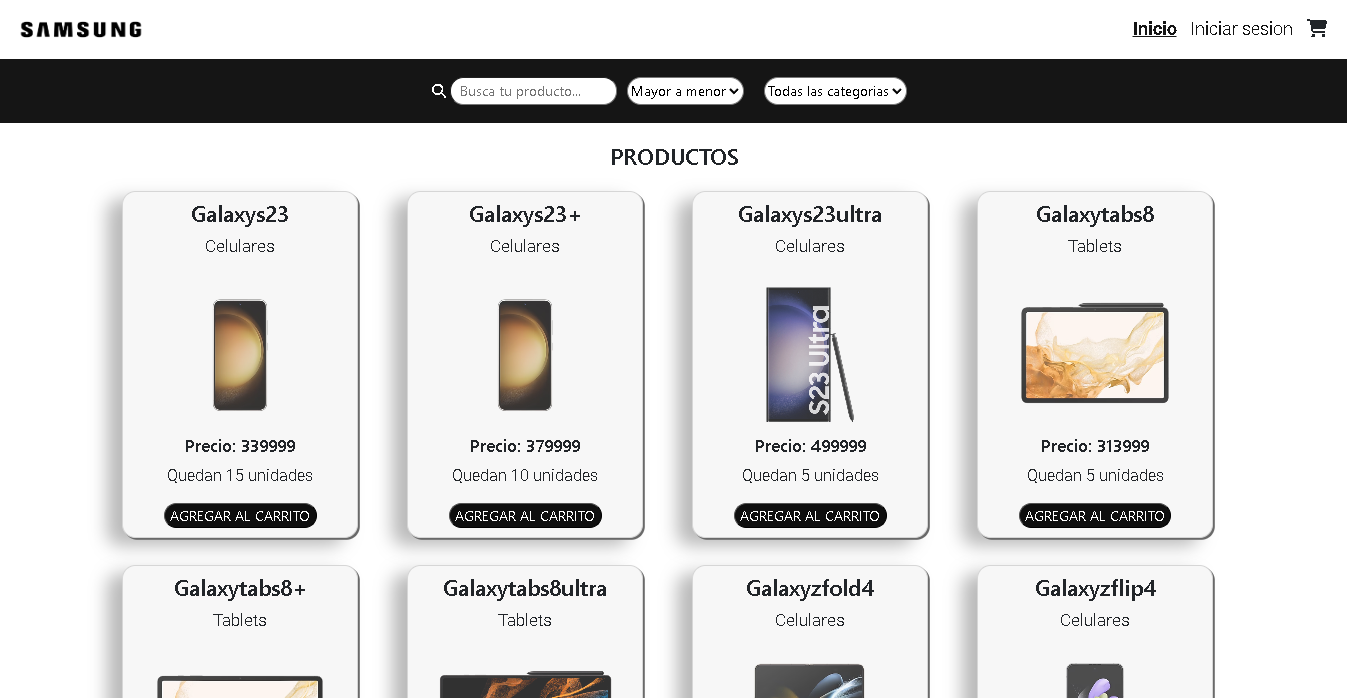 SAMSUNG
Inicio Iniciar sesion
Busca tu producto... Mayor a menor Todas las categorias
PRODUCTOS
Galaxys23
Celulares
Precio: 339999
Quedan 15 unidades
AGREGAR AL CARRITO
Galaxys23+
Celulares
Precio: 379999
Quedan 10 unidades
AGREGAR AL CARRITO
Galaxys23ultra
Celulares
S23 Ultra
Precio: 499999
Quedan 5 unidades
AGREGAR AL CARRITO
Galaxytabs8
Tablets
Precio: 313999
Quedan 5 unidades
AGREGAR AL CARRITO
Galaxytabs8+
Tablets
Galaxytabs8ultra
Tablets
Galaxyzfold4
Celulares
Galaxyzflip4
Celulares